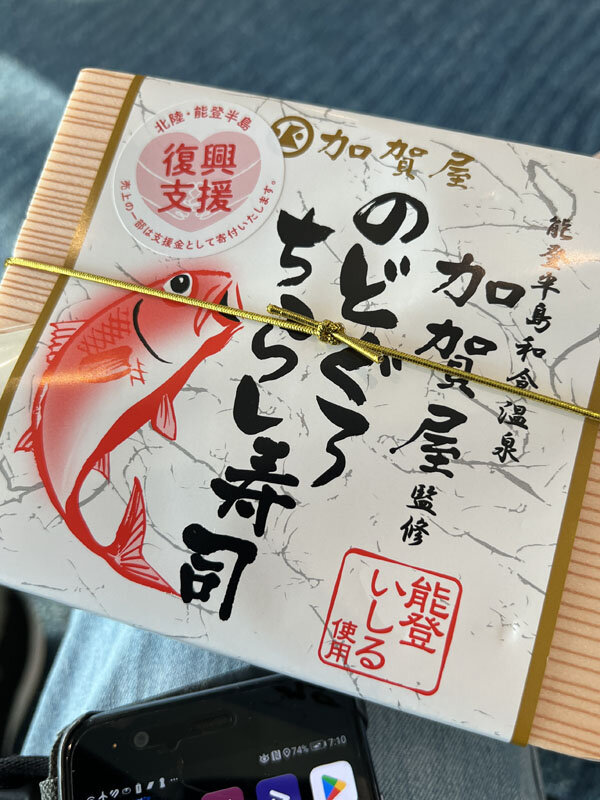 北陸・能登半島
復興
支援
売上の一部は支援金として寄付いたします。
加賀屋
能登半島和倉温泉
加賀屋監修
のどぐろ
ちらし寿司
能登
いしる
使用
74%
7:10